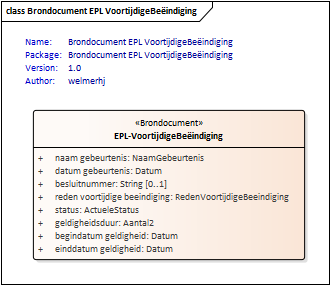 class Brondocument EPL VoortijdigeBeëindiging
Name: Brondocument EPL VoortijdigeBeëindiging
Package: Brondocument EPL VoortijdigeBeëindiging
Version: 1.0
Author: welmerhj
«Brondocument»
EPL-VoortijdigeBeëindiging
+ naam gebeurtenis: NaamGebeurtenis
+ datum gebeurtenis: Datum
+ besluitnummer: String [0..1]
+ reden voortijdige beeindiging: RedenVoortijdigeBeeindiging
+ status: ActueleStatus
+ geldigheidsduur: Aantal2
+ begindatum geldigheid: Datum
+ einddatum geldigheid: Datum